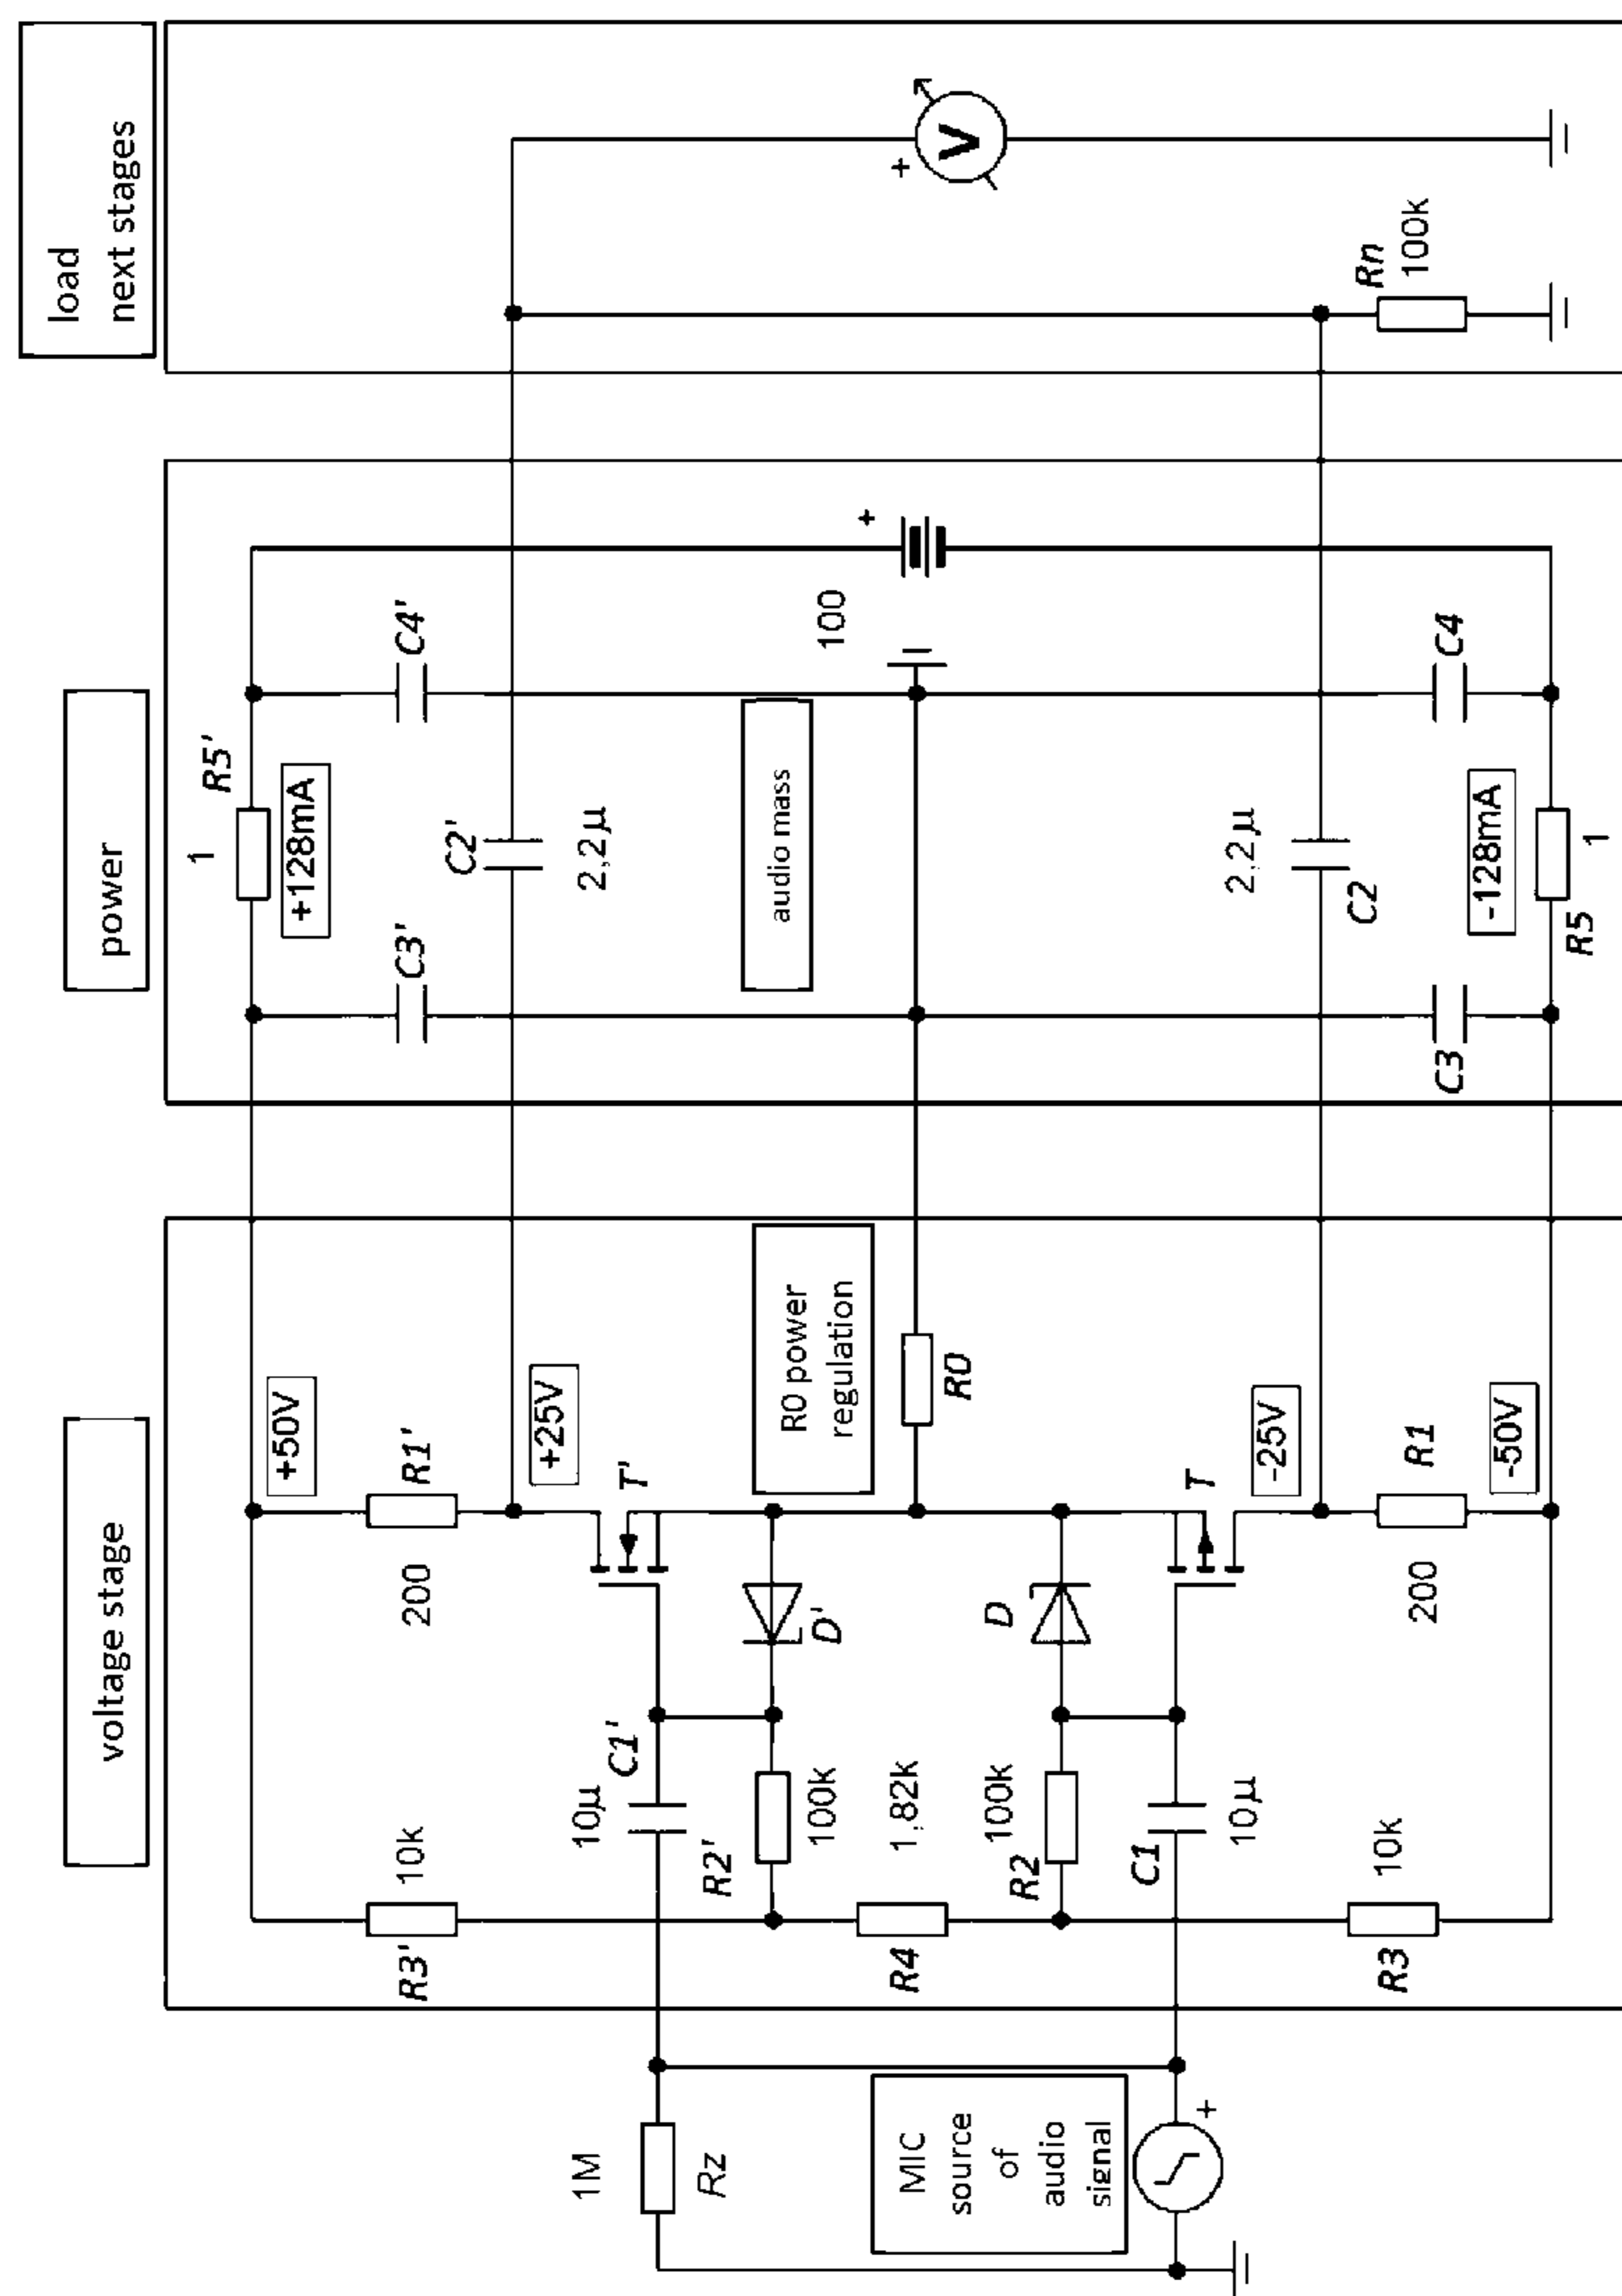 voltage stage
power
load
next stages
1
R5'
+50V
+128mA
R3'
10k
200
R1'
C3'
C4'
C2'
+25V
1M
10µ
2,2µ
C1'
T'
Rz
R2'
audio mass
R0 power
regulation
100k
D'
100
+
MIC
source
of
audio
signal
R4
1,82k
+
V
R0
R2
100k
D
C1
+
10µ
T
-25V
2,2µ
C2
R3
10k
200
R1
C3
C4
Rn
100k
-50V
-128mA
R5
1